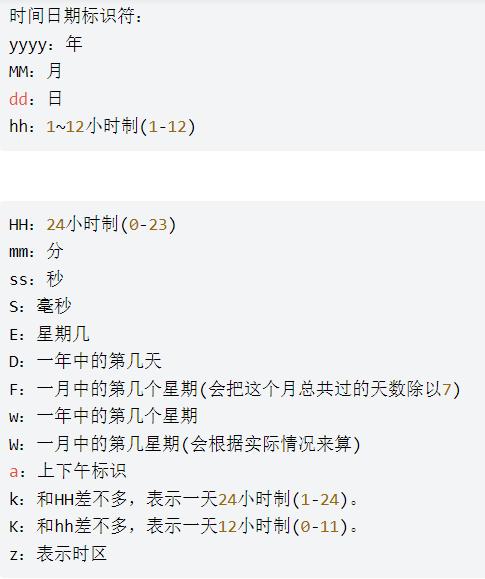 时间日期标识符:
yyyy: 年
MM: 月
dd: 日
hh: 1~12小时制(1-12)
HH: 24小时制(0-23)
mm: 分
ss: 秒
S: 毫秒
E: 星期几
D: 一年中的第几天
F: 一月中的第几个星期(会把这个月总共过的天数除以7)
w: 一年中的第几个星期
W: 一月中的第几星期(会根据实际情况来算)
a: 上下午标识
k: 和HH差不多，表示一天24小时制(1-24)。
K: 和hh差不多，表示一天12小时制(0-11)。
z: 表示时区